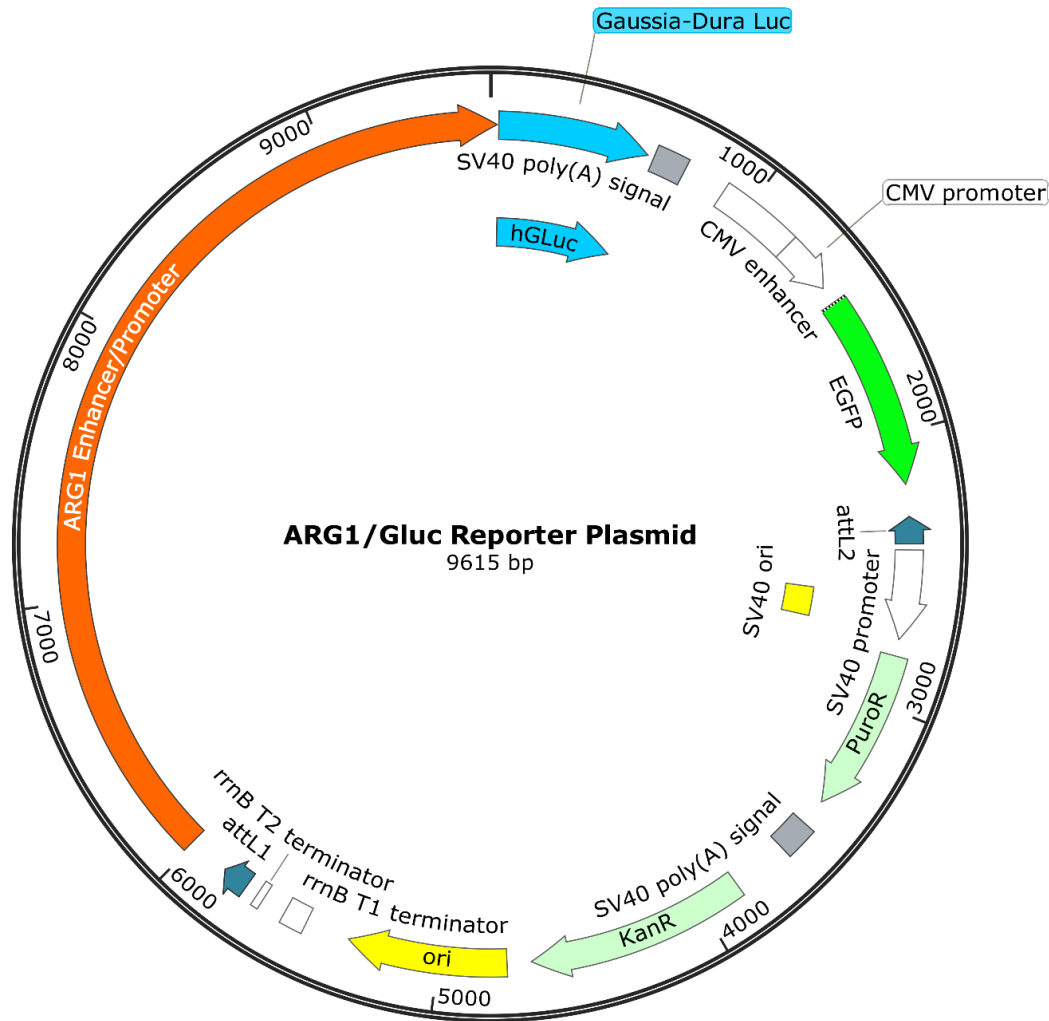 Gaussia-Dura Luc
SV40 poly(A) signal
hGLuc
1000
CMV promoter
CMV enhancer
EGFP
2000
attL2
SV40 promoter
SV40 ori
3000
PuroR
SV40 poly(A) signal
4000
KanR
5000
ori
rrnB T1 terminator
rrnB T2 terminator
attL1
6000
7000
8000
9000
ARG1 Enhancer/Promoter
ARG1/Gluc Reporter Plasmid
9615 bp